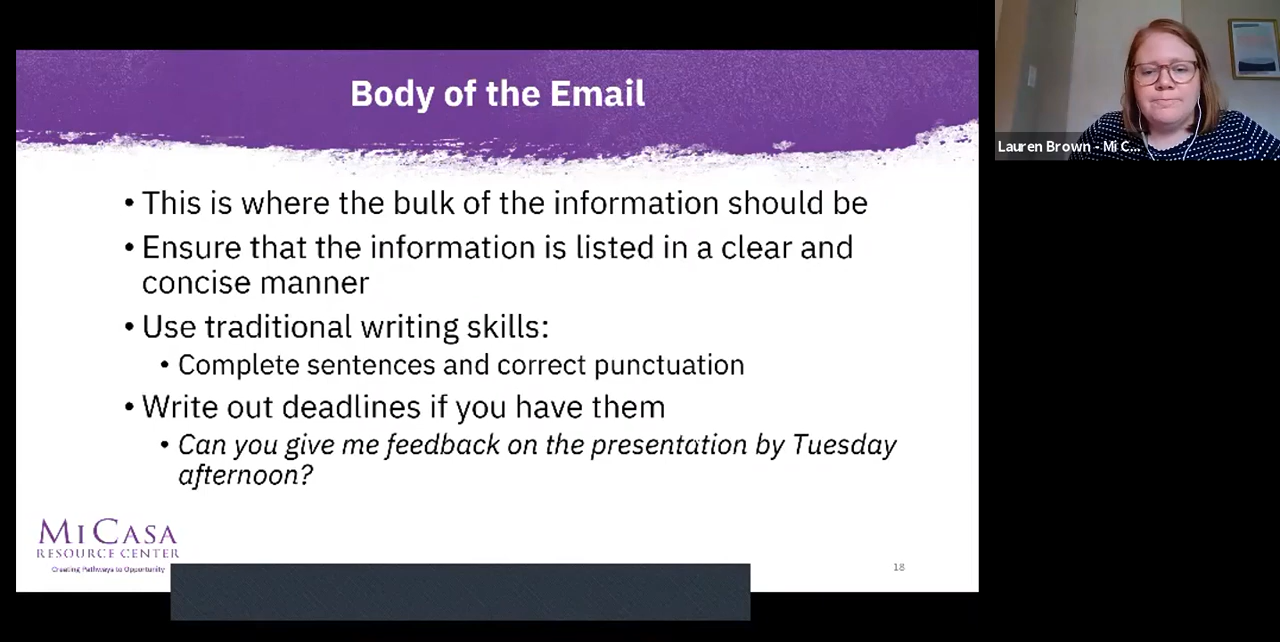 Body of the Email
• This is where the bulk of the information should be
• Ensure that the information is listed in a clear and
concise manner
• Use traditional writing skills:
• Complete sentences and correct punctuation
• Write out deadlines if you have them
• Can you give me feedback on the presentation by Tuesday
afternoon?
MI CASA
RESOURCE CENTER
Creating Pathways to Opportunity
18
Lauren Brown - Mi C...